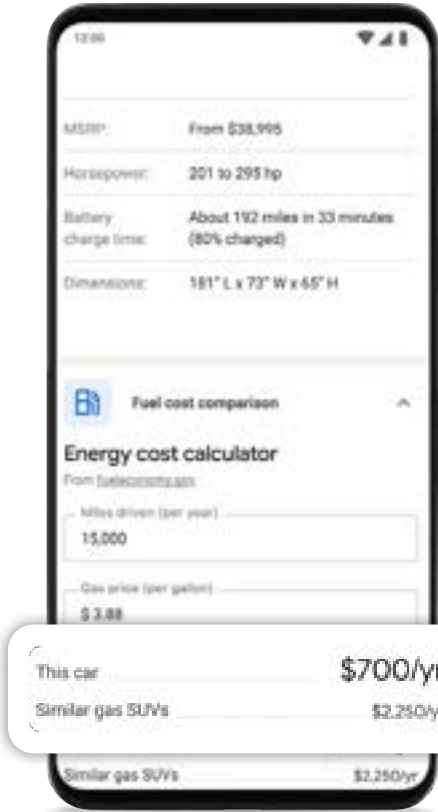 12:00
MSRP: From $38,995
Horsepower: 201 to 295 hp
Battery charge time: About 192 miles in 33 minutes (80% charged)
Dimensions: 181" L x 73" W x 65" H
Fuel cost comparison
Energy cost calculator
From fueleconomy.gov
Miles driven (per year)
15,000
Gas price (per gallon)
$ 3.88
This car $700/yr
Similar gas SUVs $2,250/y
Similar gas SUVs $2,250/yr